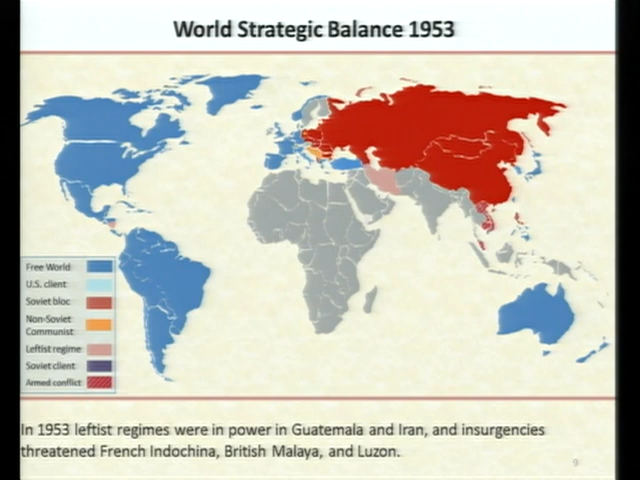 World Strategic Balance 1953
Free World
U.S. client
Soviet bloc
Non-Soviet
Communist
Leftist regime
Soviet client
Armed conflict
In 1953 leftist regimes were in power in Guatemala and Iran, and insurgencies
threatened French Indochina, British Malaya, and Luzon.
9